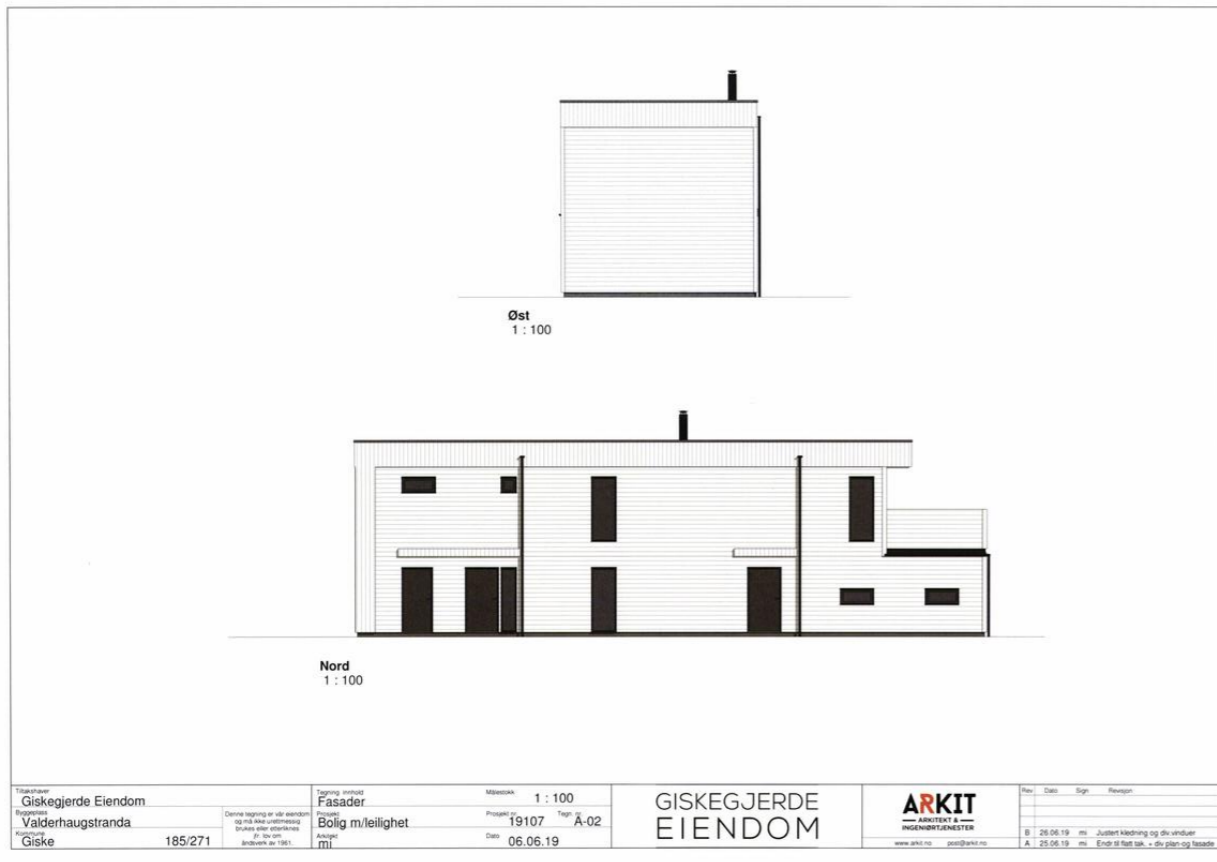 Øst
1 : 100
Nord
1 : 100
Tiltakshaver
Giskegjerde Eiendom
Byggeplass
Valderhaugstranda
Kommune
Giske
185/271
Denne tegning er vår eiendom
og må ikke urettmessig
brukes eller etterliknes
jfr. lov om
åndsverk av 1961.
Tegning innhold
Fasader
Prosjekt
Bolig m/leilighet
Arkitekt
mi
Målestokk
1 : 100
Prosjekt nr.
19107
Tegn. nr.
A-02
Dato
06.06.19
GISKEGJERDE
EIENDOM
ARKIT
ARKITEKT &
INGENIØRTJENESTER
www.arkit.no post@arkit.no
Rev. Dato Sign Revisjon
B 26.06.19 mi Justert kledning og div.vinduer
A 25.06.19 mi Endr.til flatt tak. + div plan-og fasade